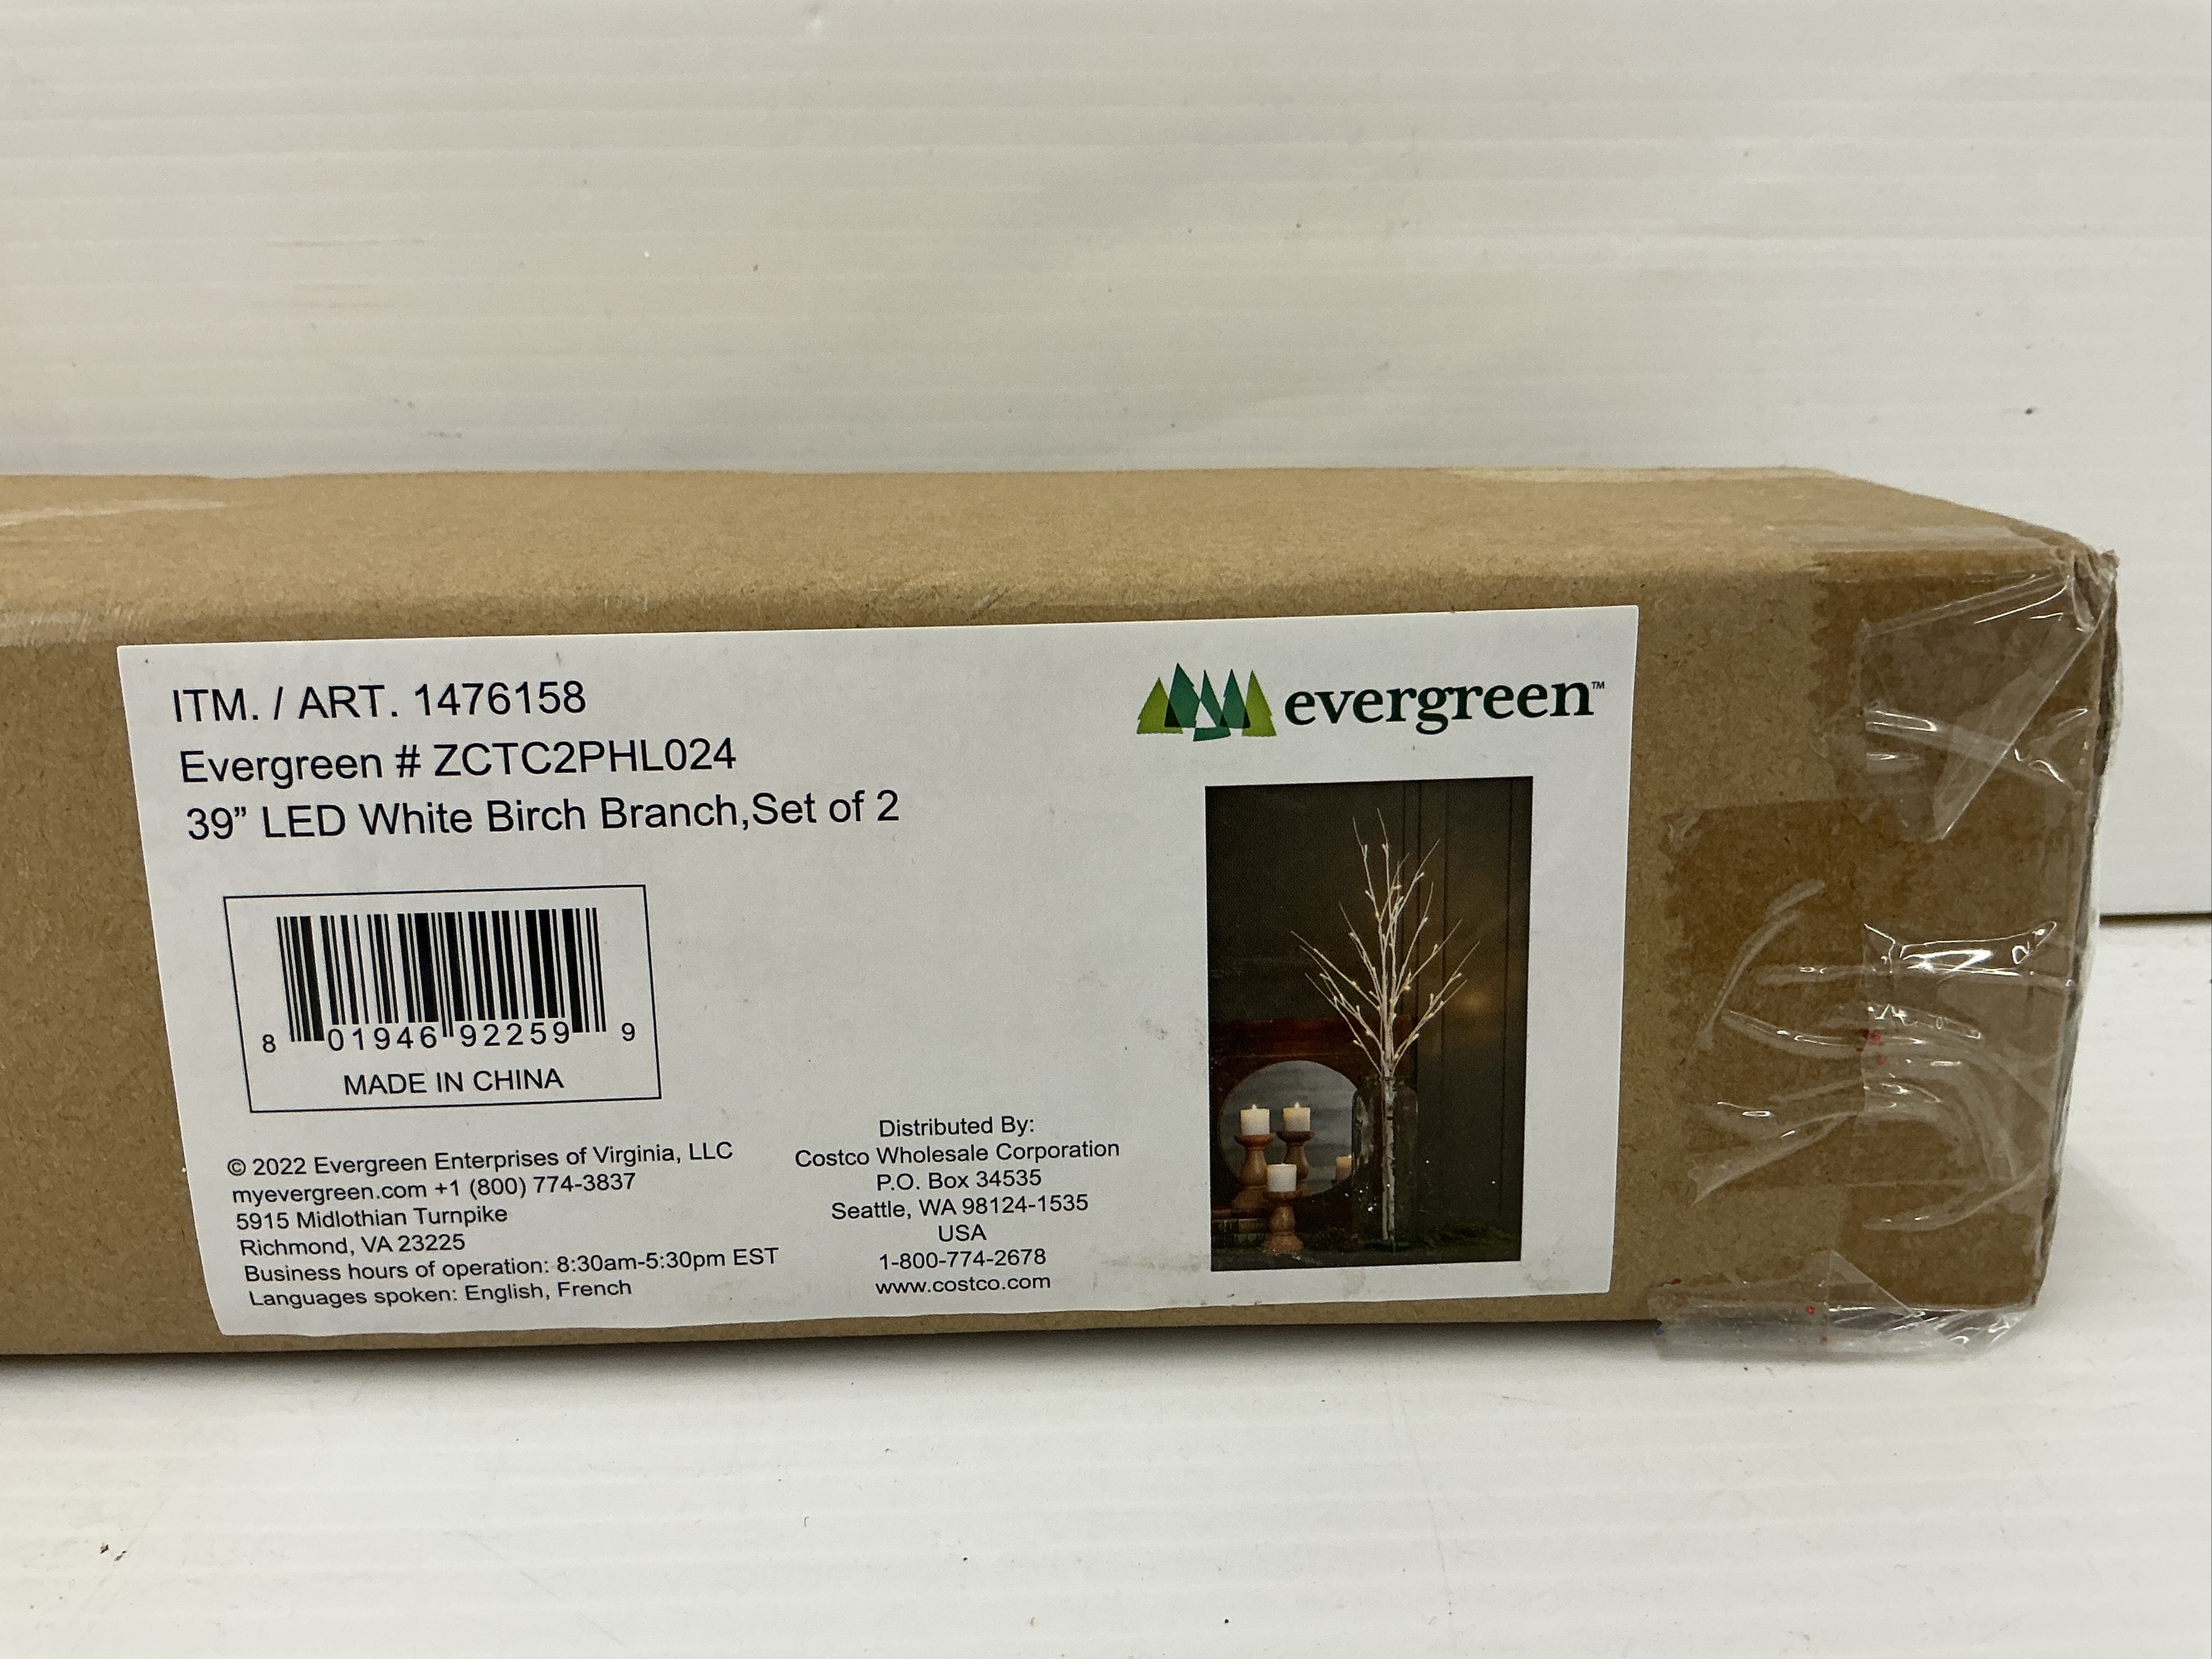 ITM. / ART. 1476158
Evergreen # ZCTC2PHL024
39” LED White Birch Branch,Set of 2
evergreen™
8 01946 92259 9
MADE IN CHINA
© 2022 Evergreen Enterprises of Virginia, LLC
myevergreen.com +1 (800) 774-3837
5915 Midlothian Turnpike
Richmond, VA 23225
Business hours of operation: 8:30am-5:30pm EST
Languages spoken: English, French
Distributed By:
Costco Wholesale Corporation
P.O. Box 34535
Seattle, WA 98124-1535
USA
1-800-774-2678
www.costco.com